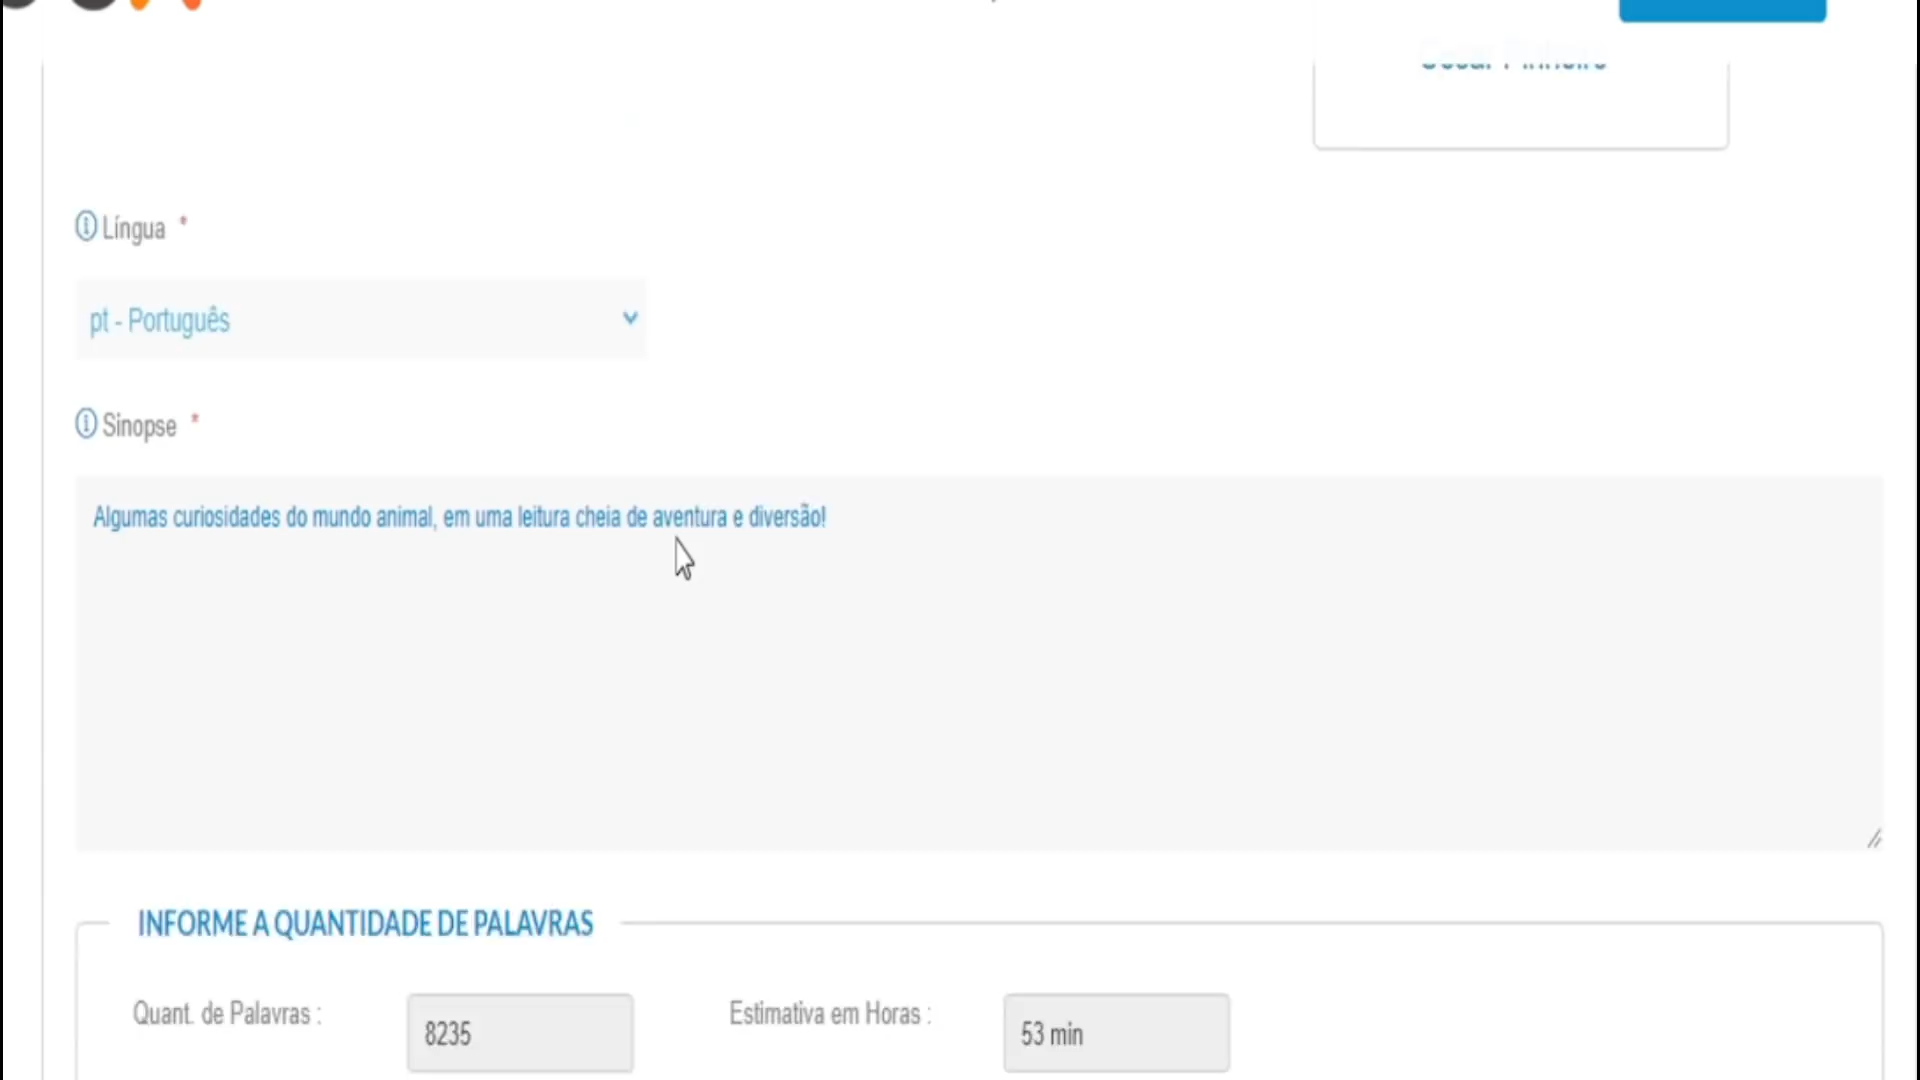 Língua *
pt - Português
Sinopse *
Algumas curiosidades do mundo animal, em uma leitura cheia de aventura e diversão!
INFORME A QUANTIDADE DE PALAVRAS
Quant. de Palavras :
8235
Estimativa em Horas :
53 min